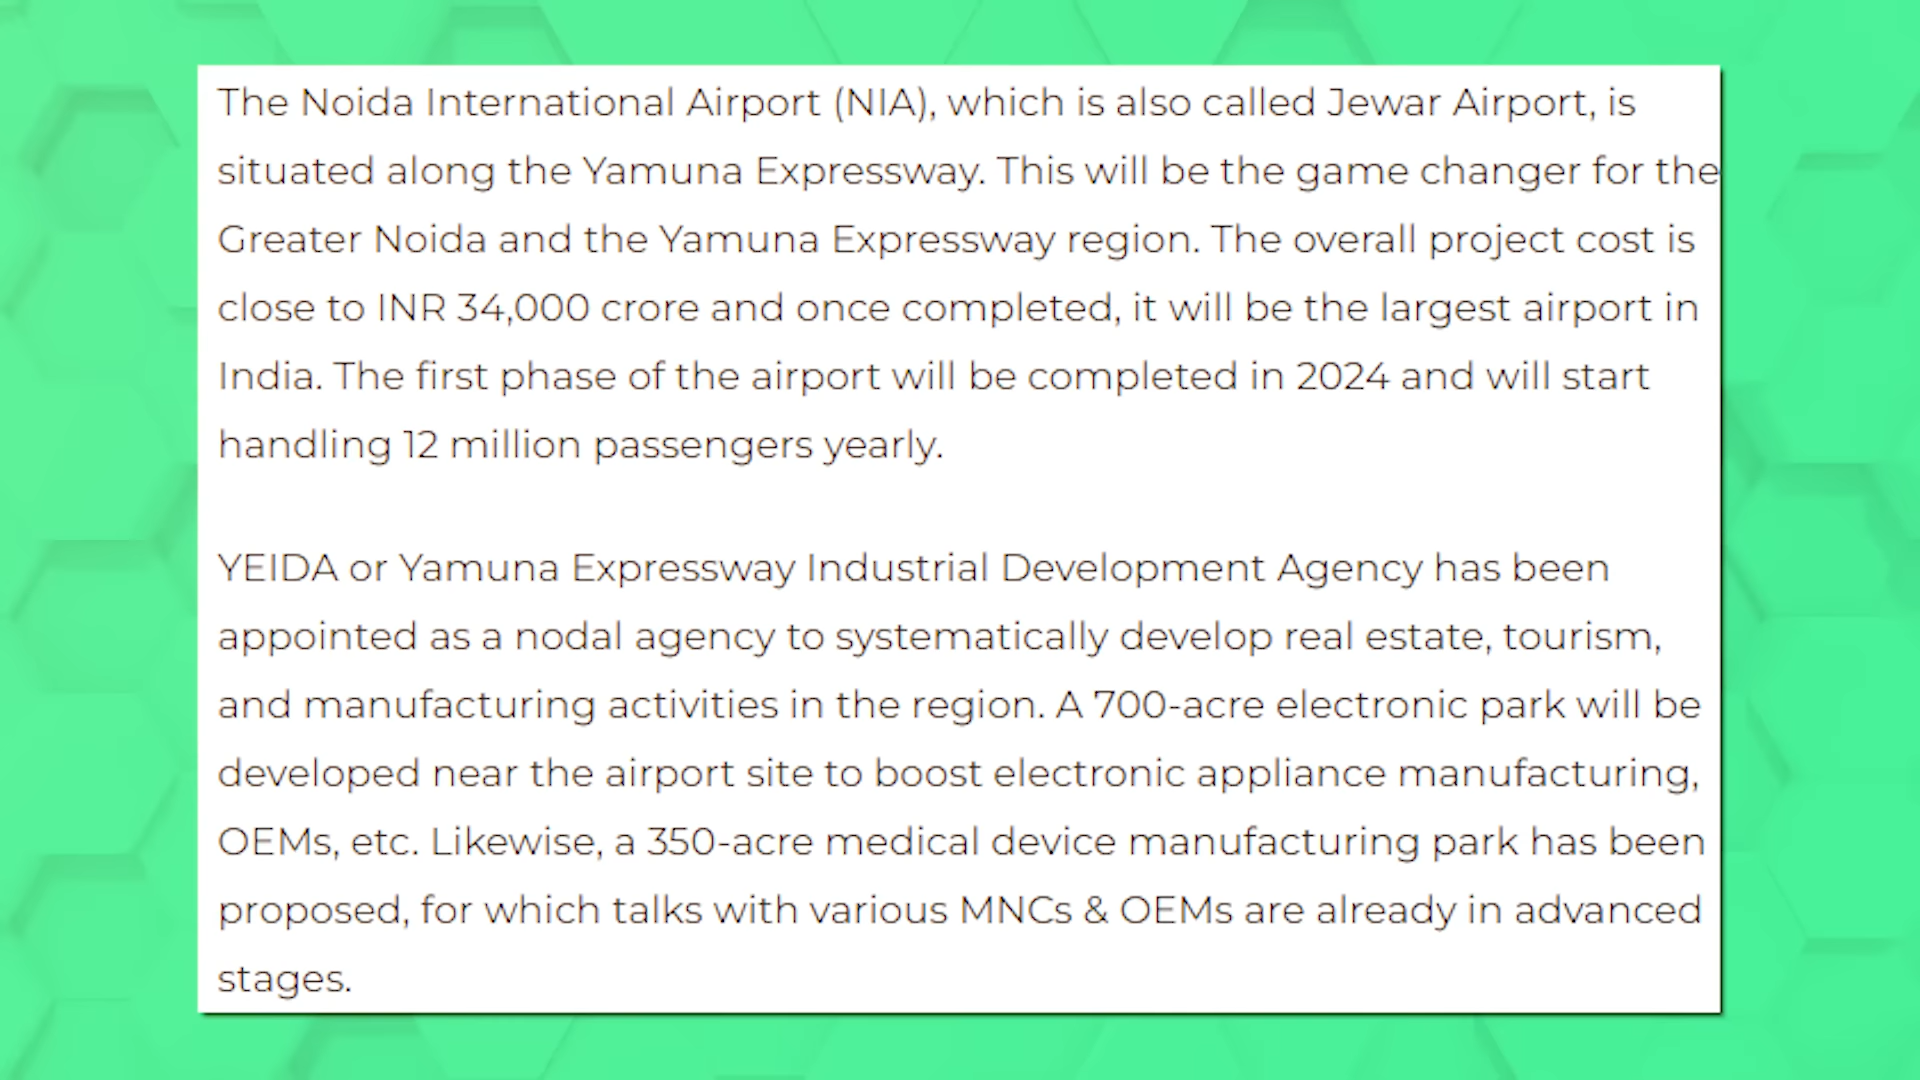 The Noida International Airport (NIA), which is also called Jewar Airport, is
situated along the Yamuna Expressway. This will be the game changer for the
Greater Noida and the Yamuna Expressway region. The overall project cost is
close to INR 34,000 crore and once completed, it will be the largest airport in
India. The first phase of the airport will be completed in 2024 and will start
handling 12 million passengers yearly.
YEIDA or Yamuna Expressway Industrial Development Agency has been
appointed as a nodal agency to systematically develop real estate, tourism,
and manufacturing activities in the region. A 700-acre electronic park will be
developed near the airport site to boost electronic appliance manufacturing,
OEMs, etc. Likewise, a 350-acre medical device manufacturing park has been
proposed, for which talks with various MNCs & OEMs are already in advanced
stages.